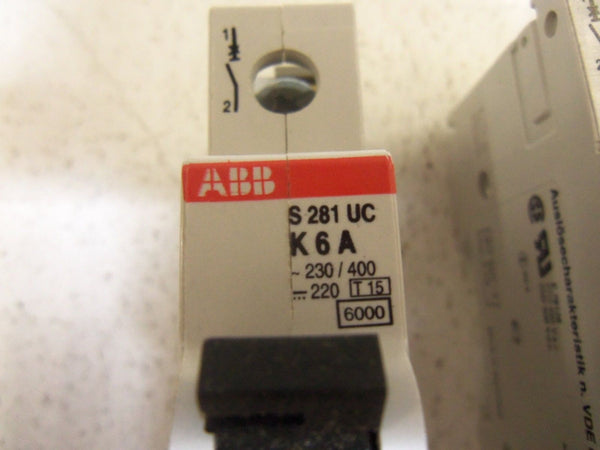 1
2
ABB
S 281 UC
K 6 A
~ 230 / 400
⎓ 220 T 15
6000
Auslösecharakteristik n. VDE